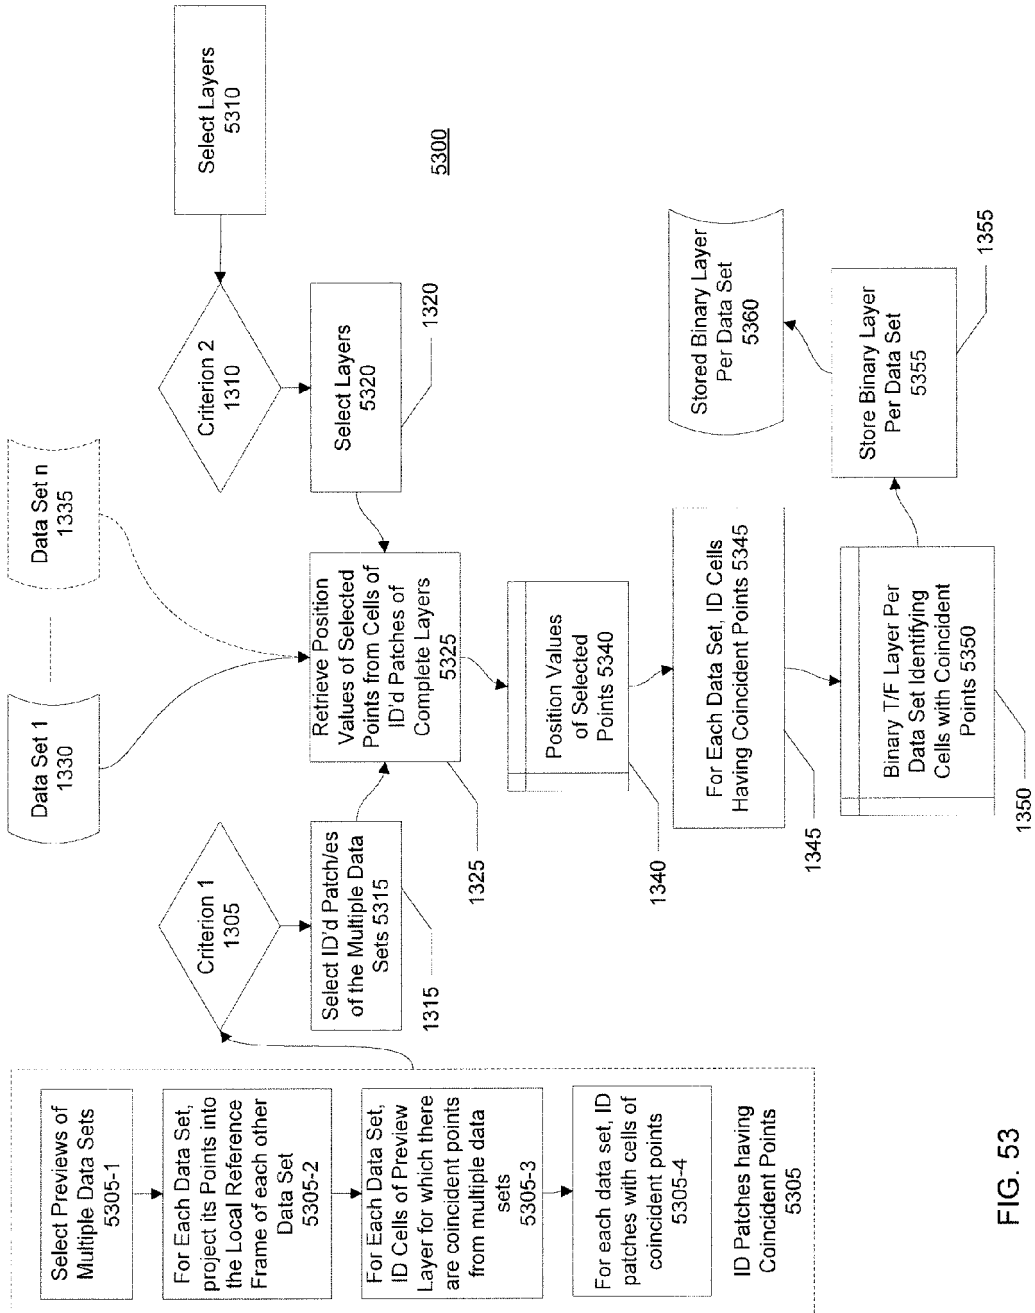 Select Previews of
Multiple Data Sets
5305-1
For Each Data Set,
project its Points into
the Local Reference
Frame of each other
Data Set
5305-2
For Each Data Set,
ID Cells of Preview
Layer for which there
are coincident points
from multiple data
sets
5305-3
For each data set, ID
patches with cells of
coincident points
5305-4
ID Patches having
Coincident Points
5305
Criterion 1
1305
Select ID'd Patch/es
of the Multiple Data
Sets 5315
1315
Data Set 1
1330
Data Set n
1335
Criterion 2
1310
Select Layers
5310
Select Layers
5320
1320
5300
Retrieve Position
Values of Selected
Points from Cells of
ID'd Patches of
Complete Layers
5325
1325
Position Values
of Selected
Points 5340
1340
For Each Data Set, ID Cells
Having Coincident Points 5345
1345
Binary T/F Layer Per
Data Set Identifying
Cells with Coincident
Points 5350
1350
Store Binary Layer
Per Data Set
5355
1355
Stored Binary Layer
Per Data Set
5360
FIG. 53